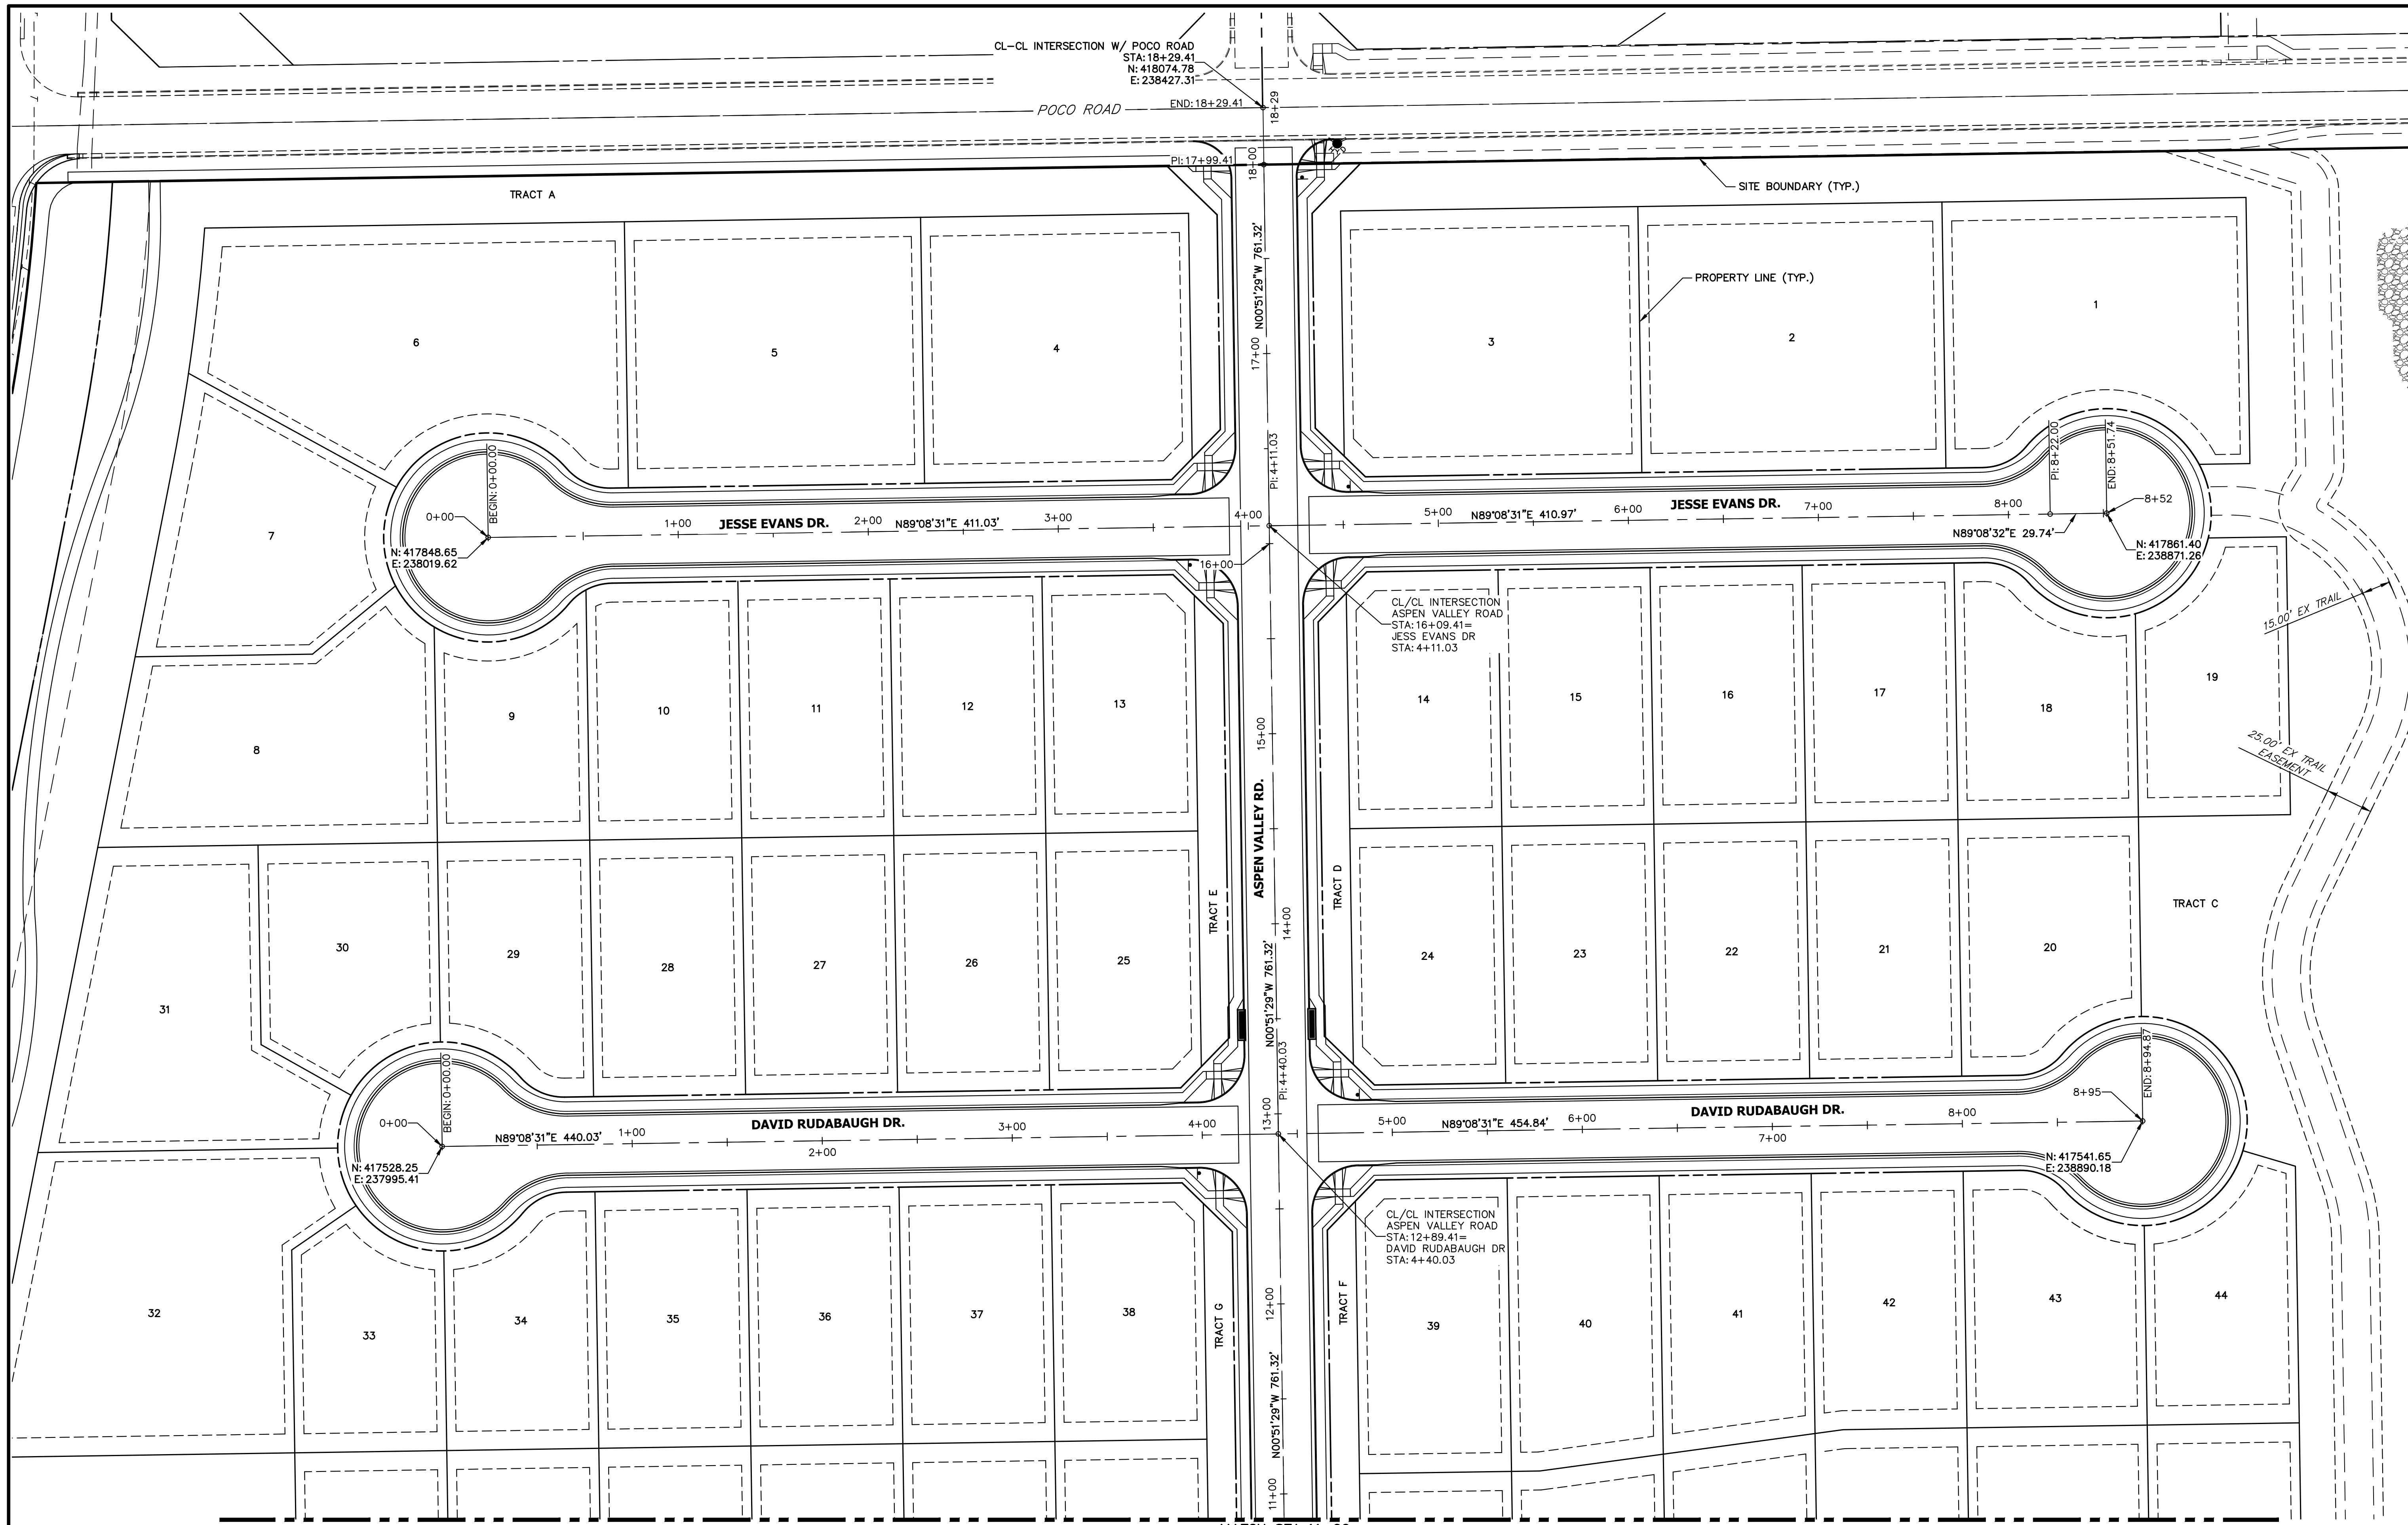 CL-CL INTERSECTION W/ POCO ROAD
STA: 18+29.41
N: 418074.78
E: 238427.31
POCO ROAD
END: 18+29.41
18+29
PI: 17+99.41
18+00
TRACT A
SITE BOUNDARY (TYP.)
N00°51'29"W 761.32'
PROPERTY LINE (TYP.)
17+00
6
5
4
3
2
1
BEGIN: 0+00.00
0+00
1+00
JESSE EVANS DR.
2+00
N89°08'31"E 411.03'
3+00
4+00
PI: 4+11.03
5+00
N89°08'31"E 410.97'
6+00
JESSE EVANS DR.
7+00
8+00
PI: 8+22.00
END: 8+51.74
8+52
N89°08'32"E 29.74'
N: 417848.65
E: 238019.62
N: 417861.40
E: 238871.26
16+00
CL/CL INTERSECTION
ASPEN VALLEY ROAD
STA: 16+09.41=
JESS EVANS DR
STA: 4+11.03
15.00' EX TRAIL
25.00' EX TRAIL
EASEMENT
7
8
9
10
11
12
13
14
15
16
17
18
19
15+00
ASPEN VALLEY RD.
TRACT E
TRACT D
TRACT C
14+00
31
30
29
28
27
26
25
24
23
22
21
20
N00°51'29"W 761.32'
BEGIN: 0+00.00
0+00
N89°08'31"E 440.03'
1+00
DAVID RUDABAUGH DR.
2+00
3+00
4+00
13+00
PI: 4+40.03
5+00
N89°08'31"E 454.84'
6+00
DAVID RUDABAUGH DR.
7+00
8+00
8+95
END: 8+94.87
N: 417528.25
E: 237995.41
N: 417541.65
E: 238890.18
CL/CL INTERSECTION
ASPEN VALLEY ROAD
STA: 12+89.41=
DAVID RUDABAUGH DR
STA: 4+40.03
32
33
34
35
36
37
38
39
40
41
42
43
44
TRACT G
TRACT F
12+00
N00°51'29"W 761.32'
11+00